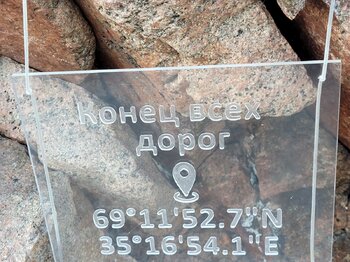 Конец всех
дорог
69°11'52.7"N
35°16'54.1"E